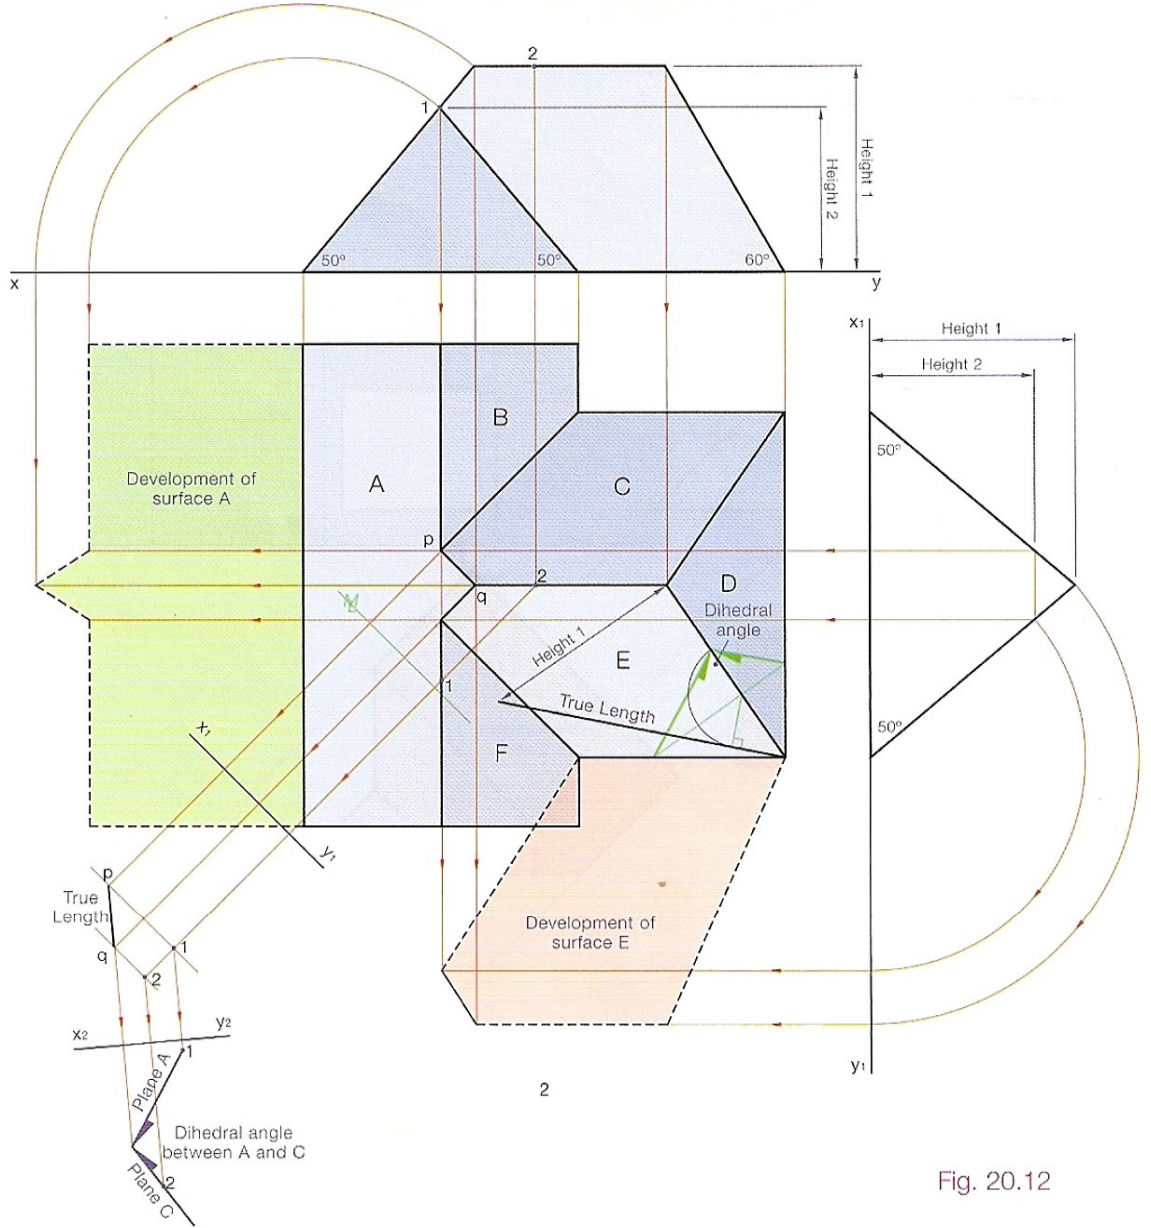 2
1
Height 1
Height 2
50°
50°
60°
x
y
x1
Height 1
Height 2
B
50°
Development of
surface A
A
C
p
2
q
D
Dihedral
angle
Height 1
E
1
True Length
50°
x1
F
y1
p
True
Length
Development of
surface E
q
1
2
x2
y2
1
y1
Plane A
2
Dihedral angle
between A and C
Plane C
2
Fig. 20.12